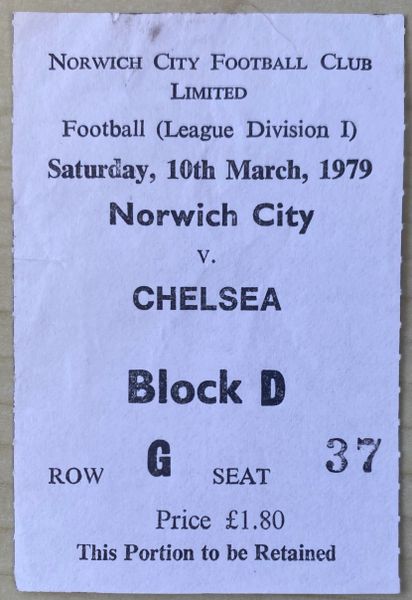 NORWICH CITY FOOTBALL CLUB
LIMITED
Football (League Division I)
Saturday, 10th March, 1979
Norwich City
v.
CHELSEA
Block D
ROW G SEAT 37
Price £1.80
This Portion to be Retained